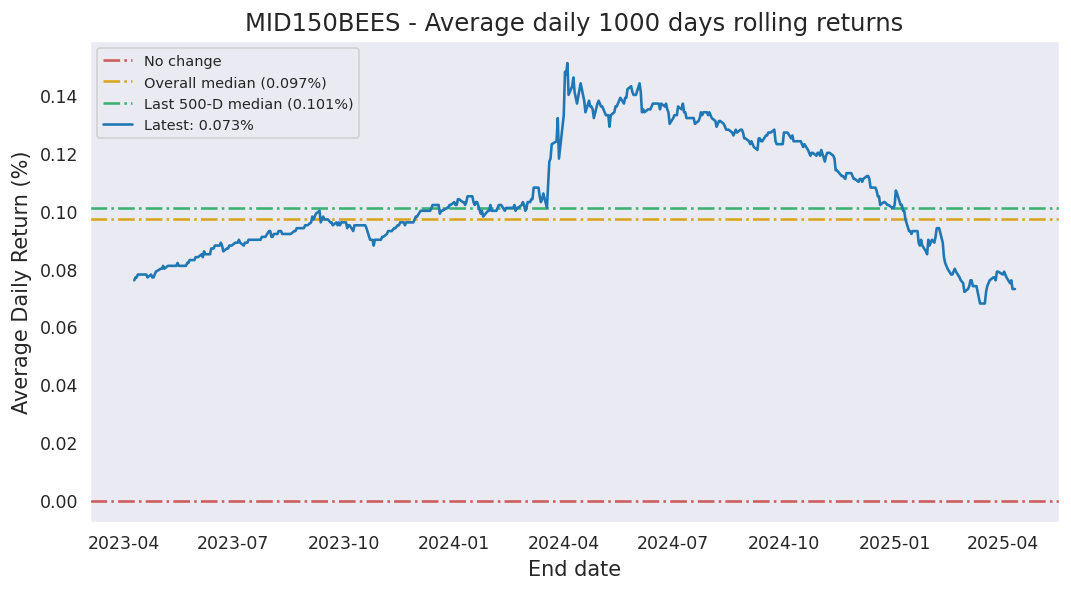 MID150BEES - Average daily 1000 days rolling returns
No change
Overall median (0.097%)
Last 500-D median (0.101%)
Latest: 0.073%
Average Daily Return (%)
0.14
0.12
0.10
0.08
0.06
0.04
0.02
0.00
2023-04 2023-07 2023-10 2024-01 2024-04 2024-07 2024-10 2025-01 2025-04
End date